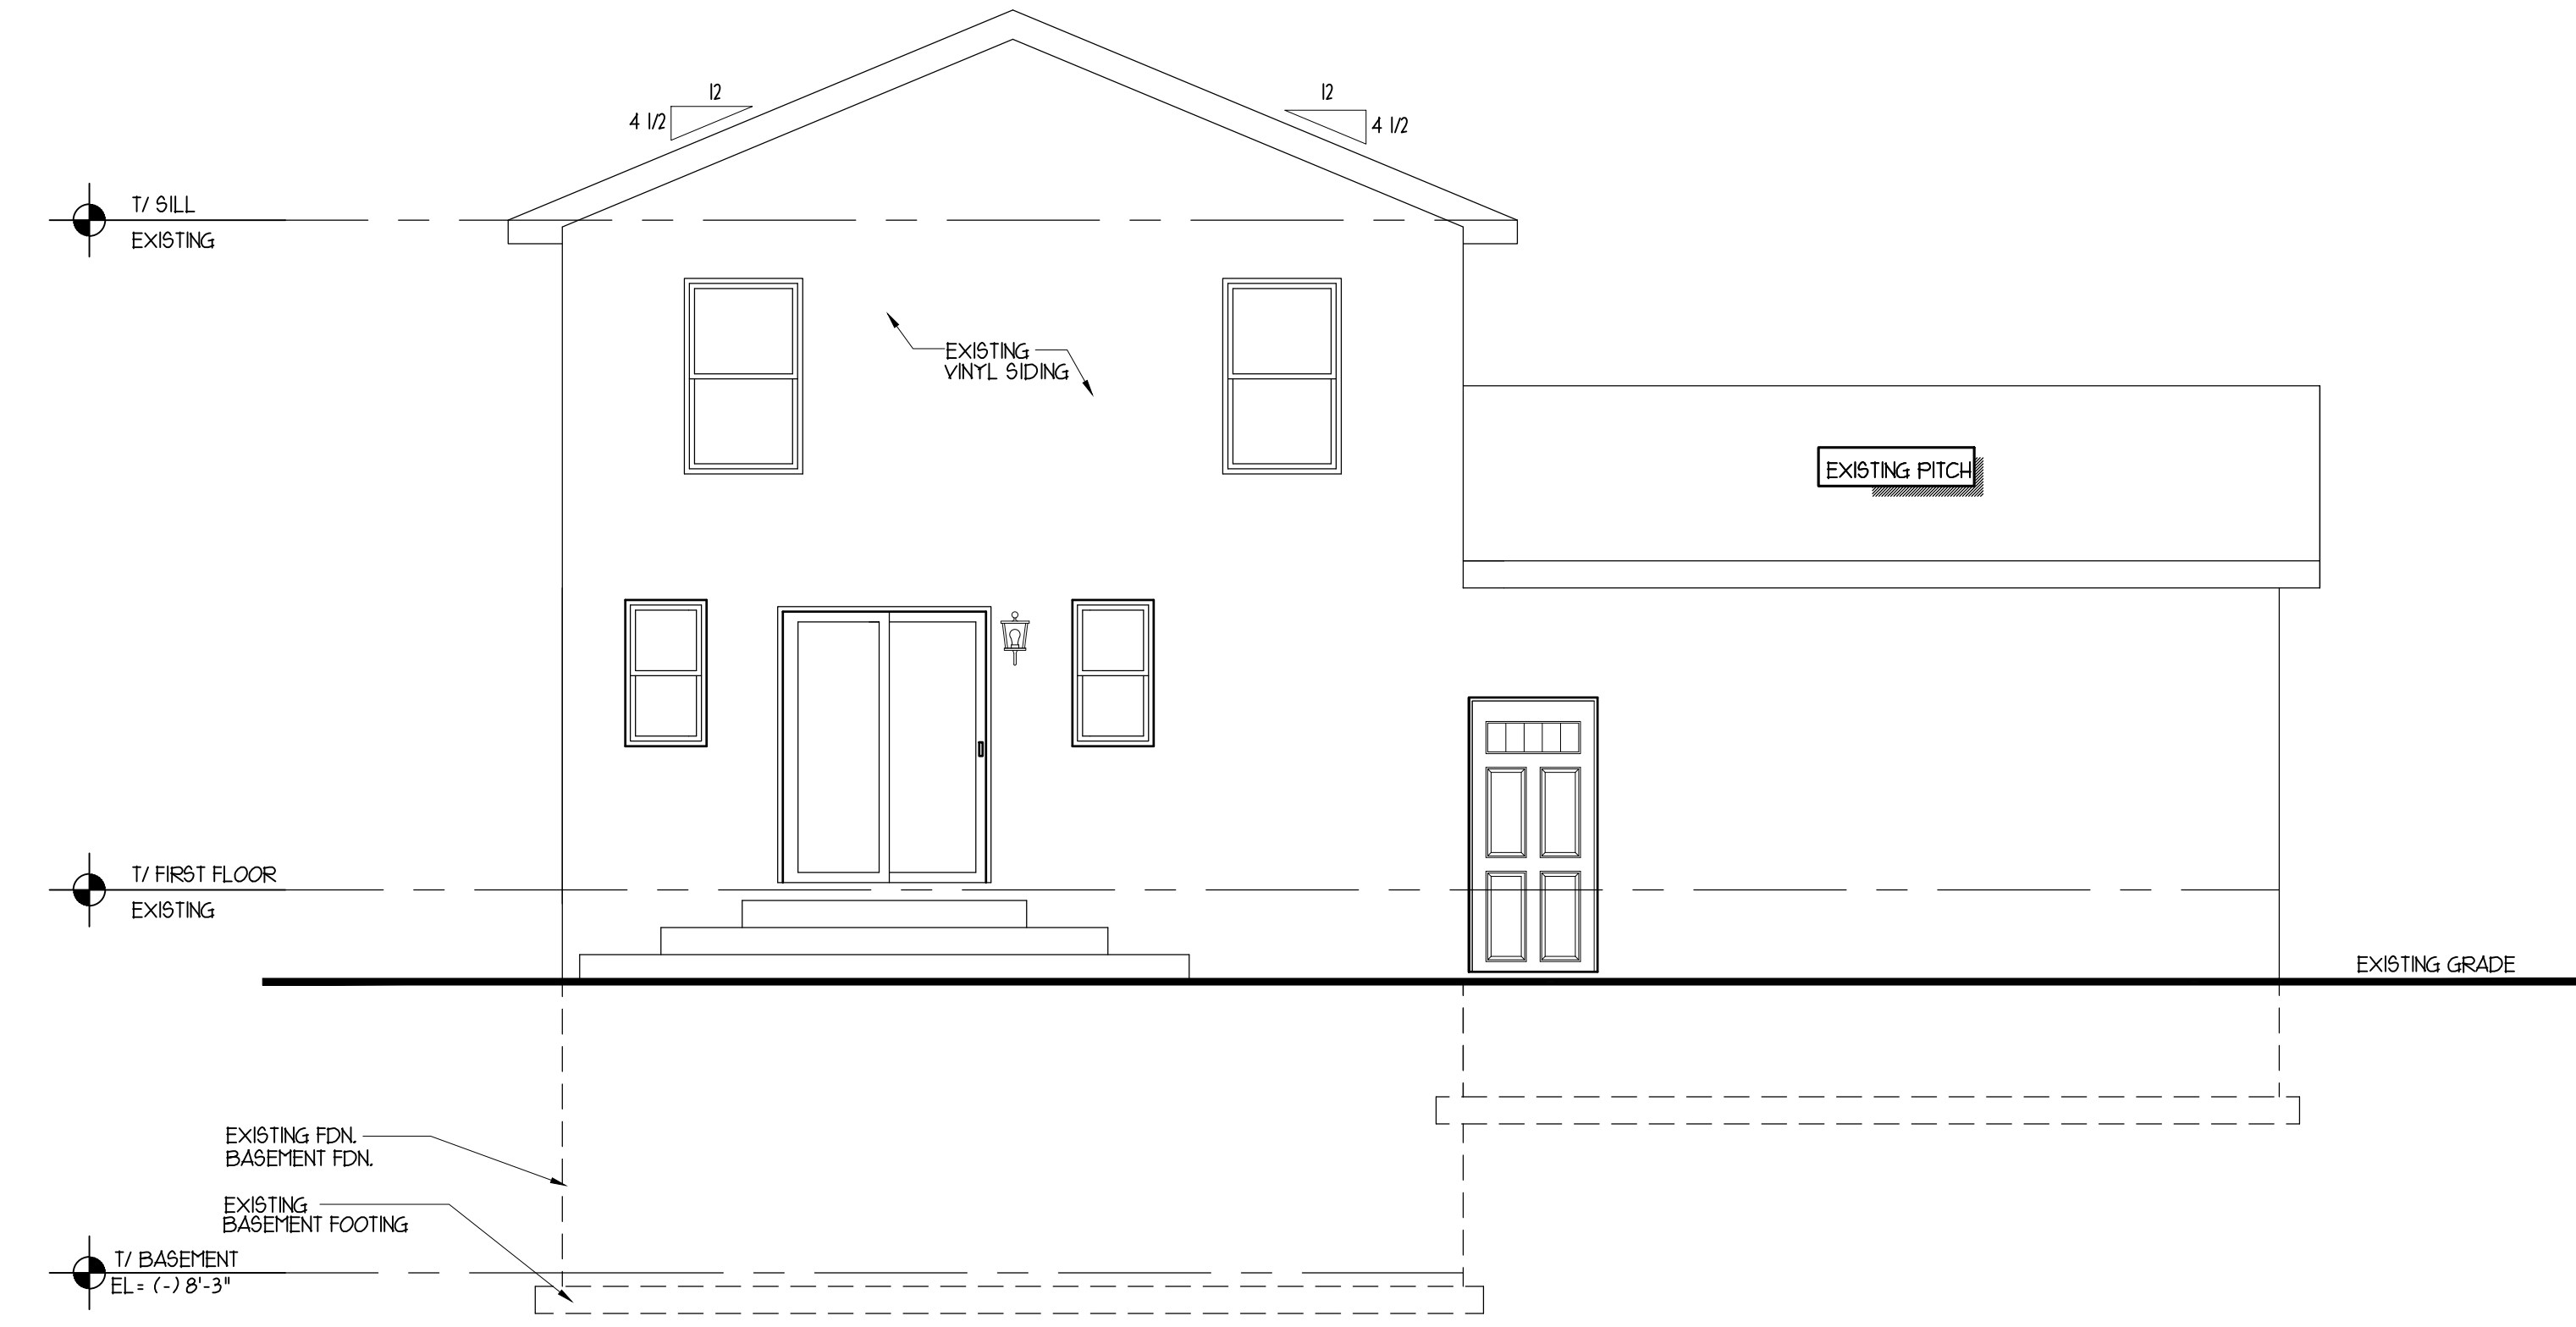 12
4 1/2
12
4 1/2
T/ SILL
EXISTING
EXISTING
VINYL SIDING
EXISTING PITCH
T/ FIRST FLOOR
EXISTING
EXISTING GRADE
EXISTING FDN.
BASEMENT FDN.
EXISTING
BASEMENT FOOTING
T/ BASEMENT
EL= (-) 8'-3"